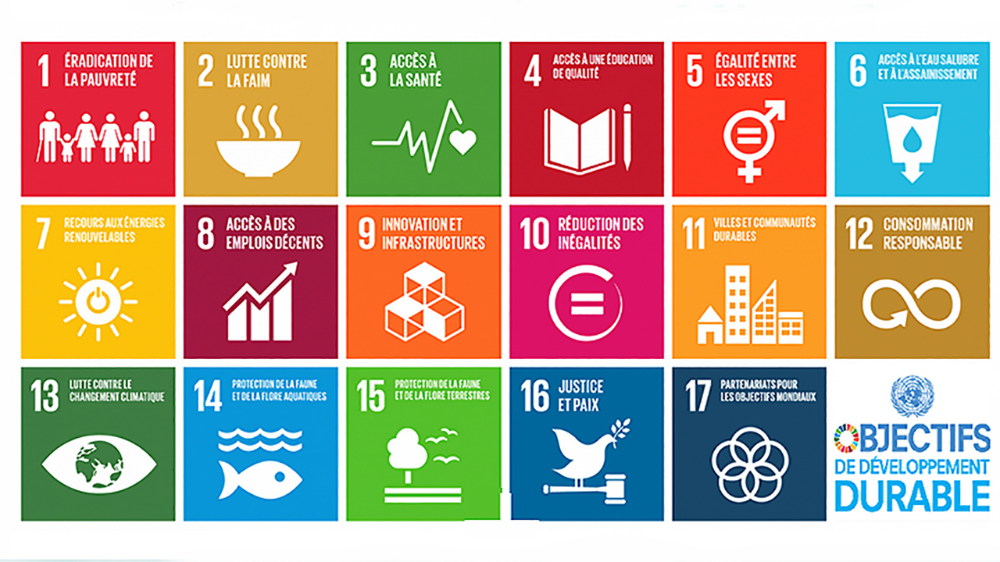 1 ÉRADICATION DE
LA PAUVRETÉ
2 LUTTE CONTRE
LA FAIM
3 ACCÈS À
LA SANTÉ
4 ACCÈS À UNE ÉDUCATION
DE QUALITÉ
5 ÉGALITÉ ENTRE
LES SEXES
6 ACCÈS À L'EAU SALUBRE
ET À L'ASSAINISSEMENT
7 RECOURS AUX ÉNERGIES
RENOUVELABLES
8 ACCÈS À DES
EMPLOIS DÉCENTS
9 INNOVATION ET
INFRASTRUCTURES
10 RÉDUCTION DES
INÉGALITÉS
11 VILLES ET COMMUNAUTÉS
DURABLES
12 CONSOMMATION
RESPONSABLE
13 LUTTE CONTRE LE
CHANGEMENT CLIMATIQUE
14 PROTECTION DE LA FAUNE
ET DE LA FLORE AQUATIQUES
15 PROTECTION DE LA FAUNE
ET DE LA FLORE TERRESTRES
16 JUSTICE
ET PAIX
17 PARTENARIATS POUR
LES OBJECTIFS MONDIAUX
OBJECTIFS
DE DÉVELOPPEMENT
DURABLE